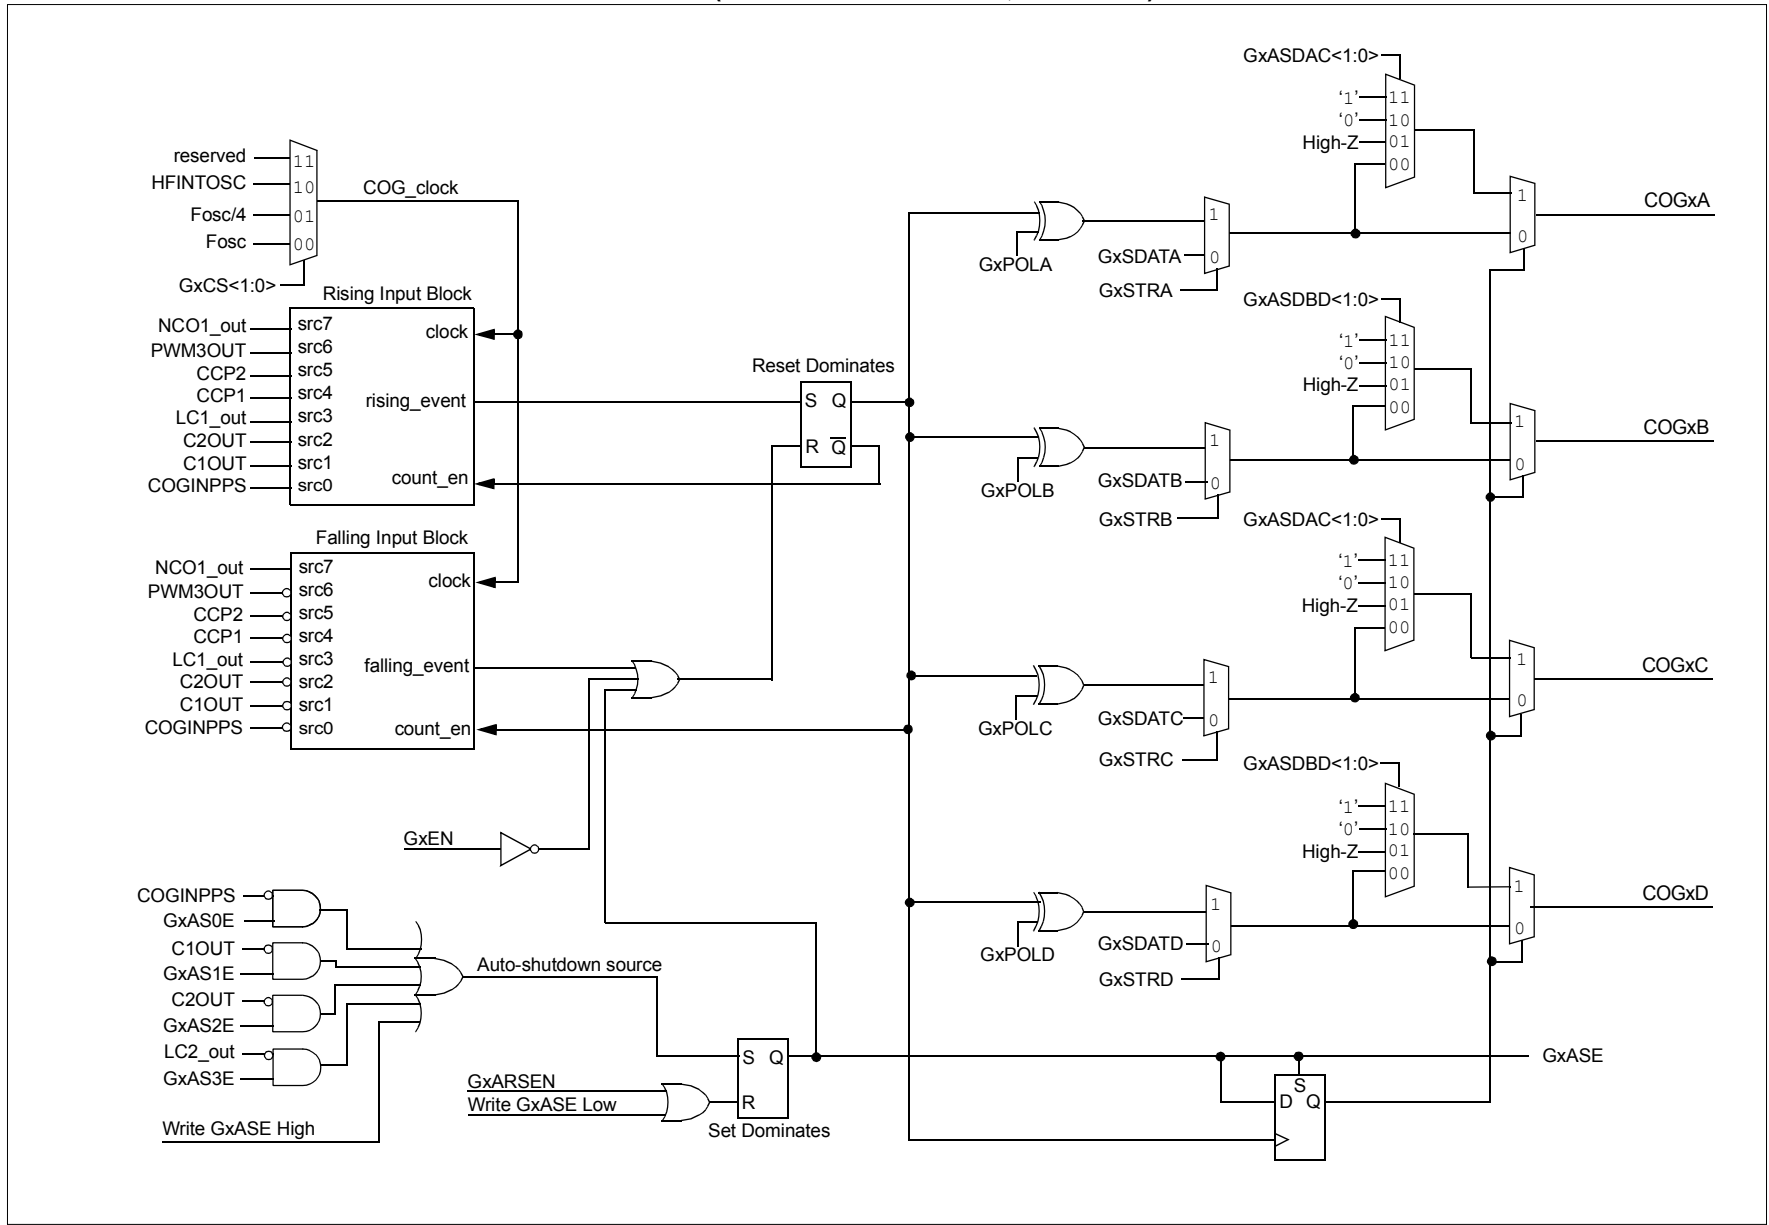 GxASDAC<1:0>
'1' 11
'0' 10
High-Z 01
00
1
0
COGxA
reserved 11
HFINTOSC 10
Fosc/4 01
Fosc 00
GxCS<1:0>
COG_clock
GxPOLA
1
GxSDATA 0
GxSTRA
Rising Input Block
NCO1_out src7
PWM3OUT src6
CCP2 src5
CCP1 src4
LC1_out src3
C2OUT src2
C1OUT src1
COGINPPS src0
clock
rising_event
count_en
Reset Dominates
S Q
R Q
GxASDBD<1:0>
'1' 11
'0' 10
High-Z 01
00
1
0
COGxB
GxPOLB
1
GxSDATB 0
GxSTRB
Falling Input Block
NCO1_out src7
PWM3OUT src6
CCP2 src5
CCP1 src4
LC1_out src3
C2OUT src2
C1OUT src1
COGINPPS src0
clock
falling_event
count_en
GxASDAC<1:0>
'1' 11
'0' 10
High-Z 01
00
1
0
COGxC
GxPOLC
1
GxSDATC 0
GxSTRC
GxASDBD<1:0>
'1' 11
'0' 10
High-Z 01
00
1
0
COGxD
GxPOLD
1
GxSDATD 0
GxSTRD
GxEN
COGINPPS
GxAS0E
C1OUT
GxAS1E
C2OUT
GxAS2E
LC2_out
GxAS3E
Write GxASE High
Auto-shutdown source
GxARSEN
Write GxASE Low
S Q
R
Set Dominates
GxASE
S
D Q